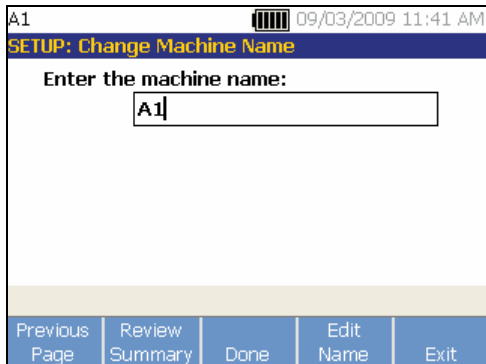 A1 09/03/2009 11:41 AM
SETUP: Change Machine Name
Enter the machine name:
A1
Previous Page Review Summary Done Edit Name Exit